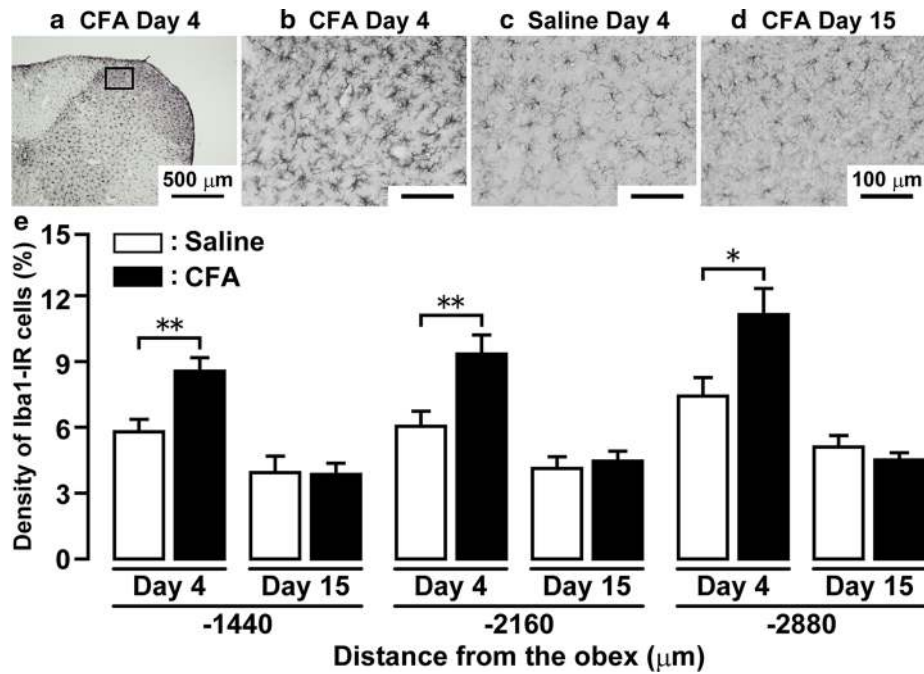 a CFA Day 4
b CFA Day 4
c Saline Day 4
d CFA Day 15
500 µm
100 µm
e
Density of Iba1-IR cells (%)
15
12
9
6
3
0
: Saline
: CFA
**
**
*
Day 4 Day 15 Day 4 Day 15 Day 4 Day 15
-1440 -2160 -2880
Distance from the obex (µm)